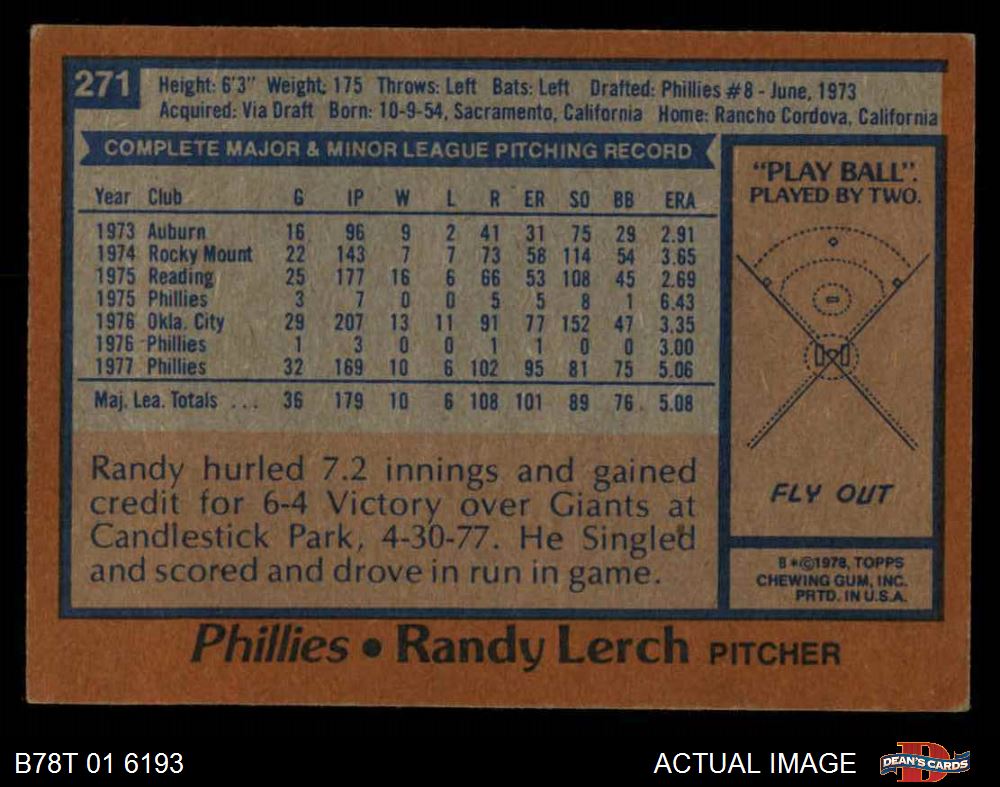 271
Height: 6'3" Weight: 175 Throws: Left Bats: Left Drafted: Phillies #8 - June, 1973
Acquired: Via Draft Born: 10-9-54, Sacramento, California Home: Rancho Cordova, California
COMPLETE MAJOR & MINOR LEAGUE PITCHING RECORD
Year Club G IP W L R ER SO BB ERA
1973 Auburn 16 96 9 2 41 31 75 29 2.91
1974 Rocky Mount 22 143 7 7 73 58 114 54 3.65
1975 Reading 25 177 16 6 66 53 108 45 2.69
1975 Phillies 3 7 0 0 5 5 8 1 6.43
1976 Okla. City 29 207 13 11 91 77 152 47 3.35
1976 Phillies 1 3 0 0 1 1 0 0 3.00
1977 Phillies 32 169 10 6 102 95 81 75 5.06
Maj. Lea. Totals ... 36 179 10 6 108 101 89 76 5.08
Randy hurled 7.2 innings and gained
credit for 6-4 Victory over Giants at
Candlestick Park, 4-30-77. He Singled
and scored and drove in run in game.
"PLAY BALL".
PLAYED BY TWO.
FLY OUT
B*©1978, TOPPS
CHEWING GUM, INC.
PRTD. IN U.S.A.
Phillies • Randy Lerch PITCHER
B78T 01 6193
ACTUAL IMAGE
DEAN'S CARDS